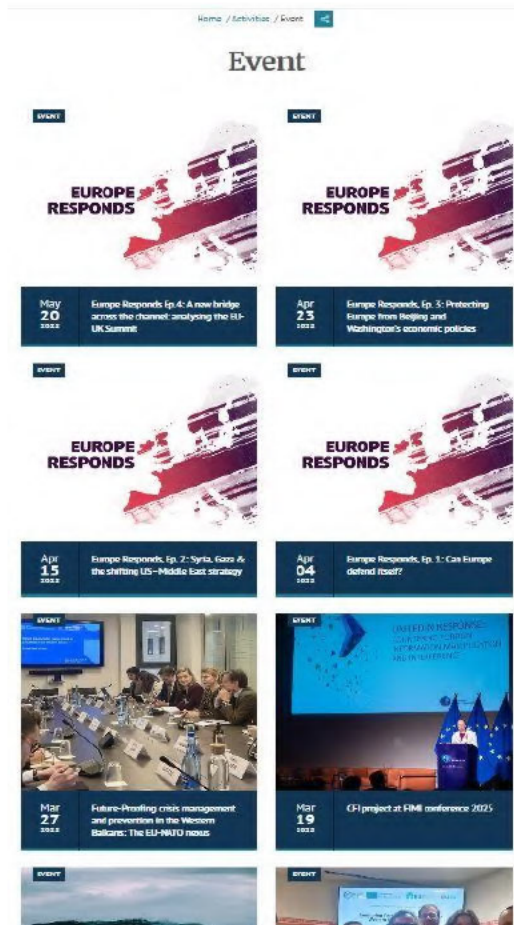 Home / Activities / Event
Event
EVENT
EUROPE
RESPONDS
May
20
Europe Responds Ep.4: A new bridge
across the channel: analysing the EU-
UK Summit
EVENT
EUROPE
RESPONDS
Apr
23
Europe Responds, Ep. 3: Protecting
Europe from Beijing and
Washington's economic policies
EVENT
EUROPE
RESPONDS
Apr
15
Europe Responds, Ep. 2: Syria, Gaza &
the shifting US–Middle East strategy
EVENT
EUROPE
RESPONDS
Apr
04
Europe Responds, Ep. 1: Can Europe
defend itself?
EVENT
Mar
27
Future-Proofing crisis management
and prevention in the Western
Balkans: The EU-NATO nexus
EVENT
Mar
19
CFI project at FIMI conference 2025
EVENT
EVENT